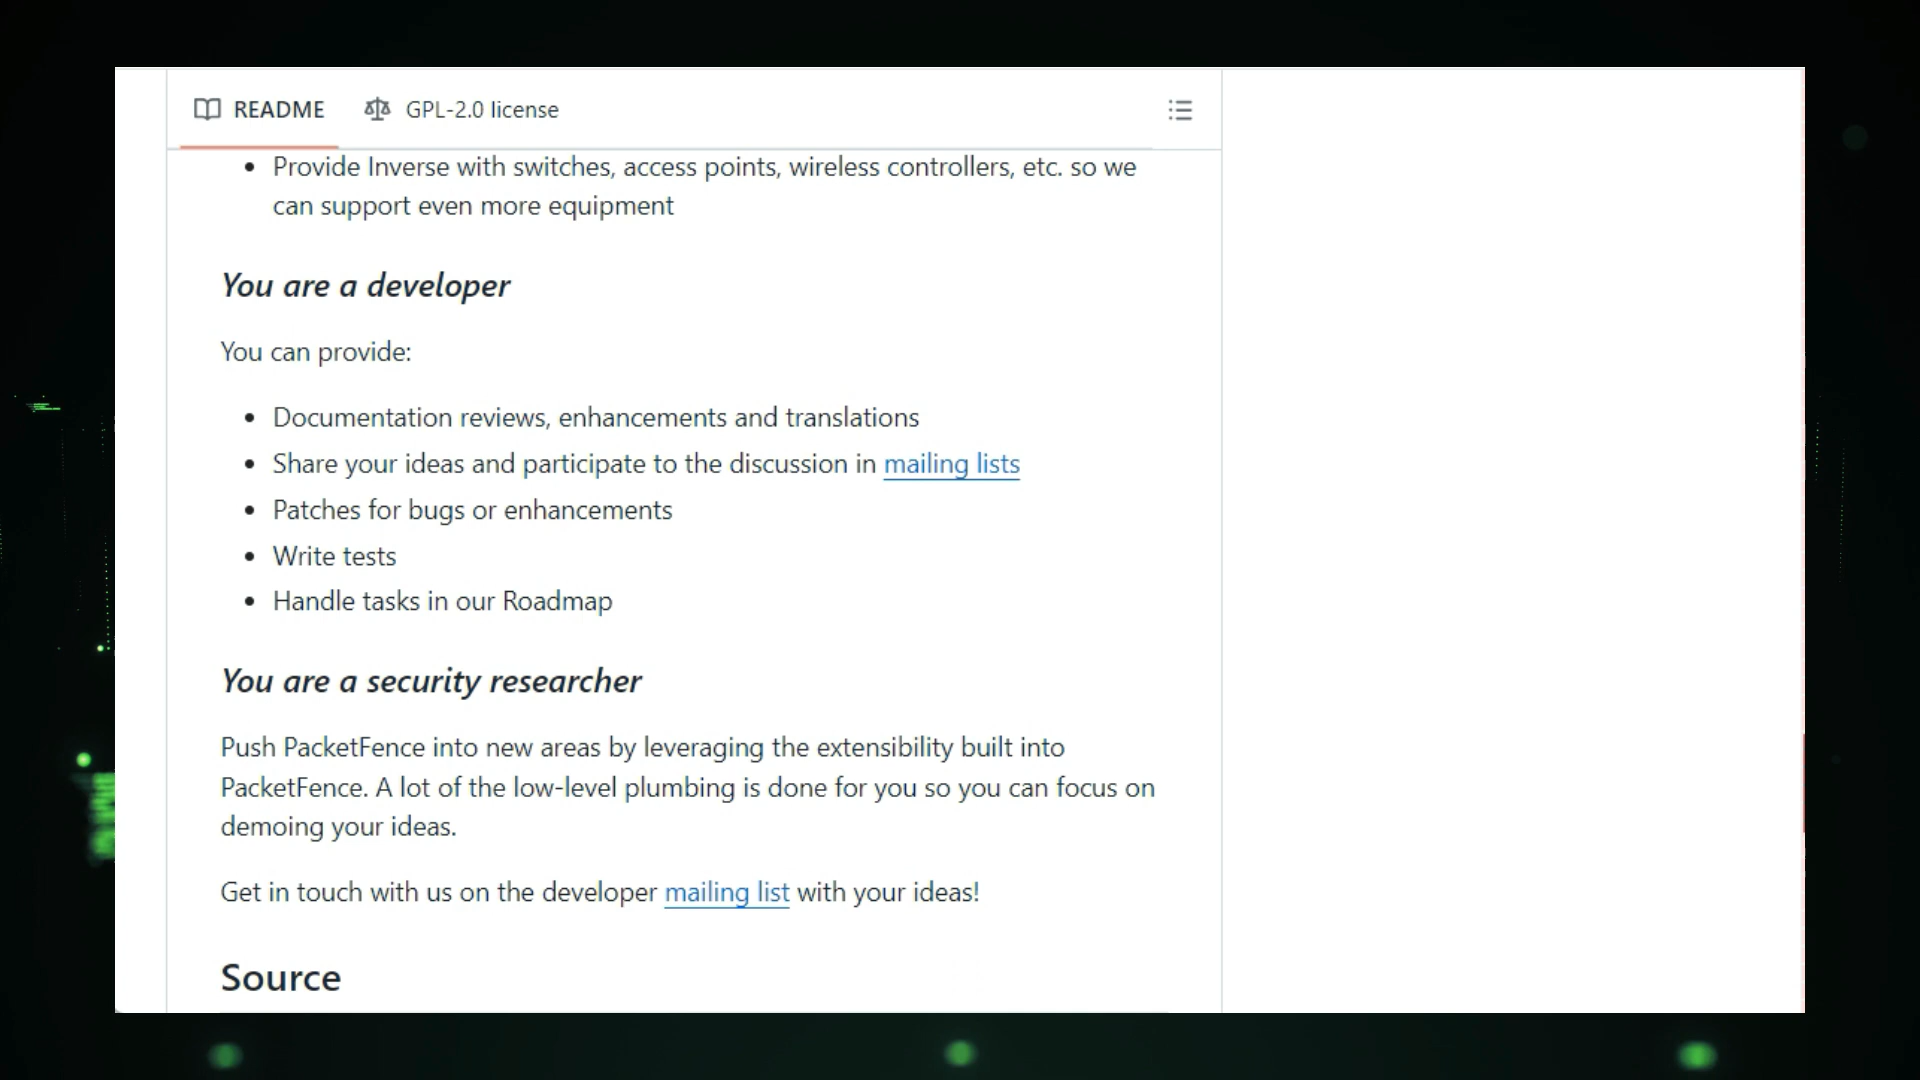 README GPL-2.0 license
• Provide Inverse with switches, access points, wireless controllers, etc. so we
can support even more equipment
You are a developer
You can provide:
• Documentation reviews, enhancements and translations
• Share your ideas and participate to the discussion in mailing lists
• Patches for bugs or enhancements
• Write tests
• Handle tasks in our Roadmap
You are a security researcher
Push PacketFence into new areas by leveraging the extensibility built into
PacketFence. A lot of the low-level plumbing is done for you so you can focus on
demoing your ideas.
Get in touch with us on the developer mailing list with your ideas!
Source